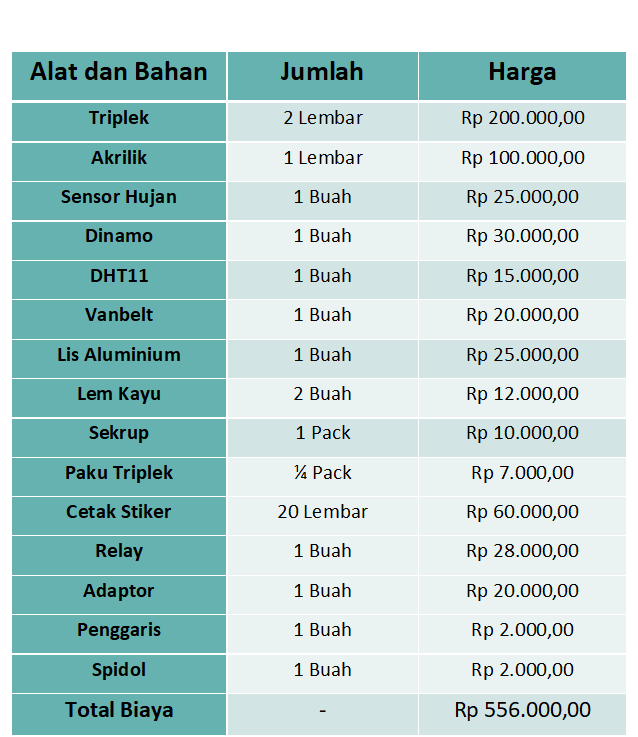 Alat dan Bahan Jumlah Harga
Triplek 2 Lembar Rp 200.000,00
Akrilik 1 Lembar Rp 100.000,00
Sensor Hujan 1 Buah Rp 25.000,00
Dinamo 1 Buah Rp 30.000,00
DHT11 1 Buah Rp 15.000,00
Vanbelt 1 Buah Rp 20.000,00
Lis Aluminium 1 Buah Rp 25.000,00
Lem Kayu 2 Buah Rp 12.000,00
Sekrup 1 Pack Rp 10.000,00
Paku Triplek ¼ Pack Rp 7.000,00
Cetak Stiker 20 Lembar Rp 60.000,00
Relay 1 Buah Rp 28.000,00
Adaptor 1 Buah Rp 20.000,00
Penggaris 1 Buah Rp 2.000,00
Spidol 1 Buah Rp 2.000,00
Total Biaya - Rp 556.000,00